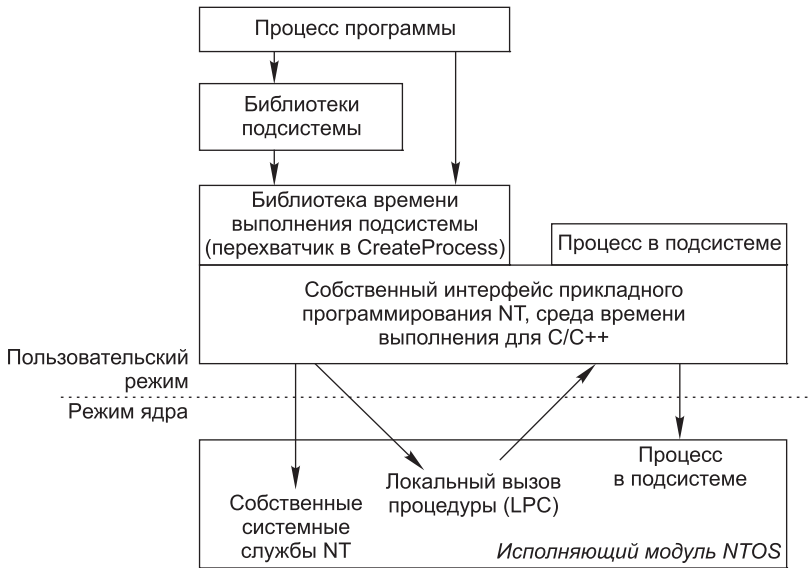 Процесс программы
Библиотеки
подсистемы
Библиотека времени
выполнения подсистемы
(перехватчик в CreateProcess)
Процесс в подсистеме
Собственный интерфейс прикладного
программирования NT, среда времени
выполнения для C/C++
Пользовательский
режим
Режим ядра
Собственные
системные
службы NT
Локальный вызов
процедуры (LPC)
Процесс
в подсистеме
Исполняющий модуль NTOS